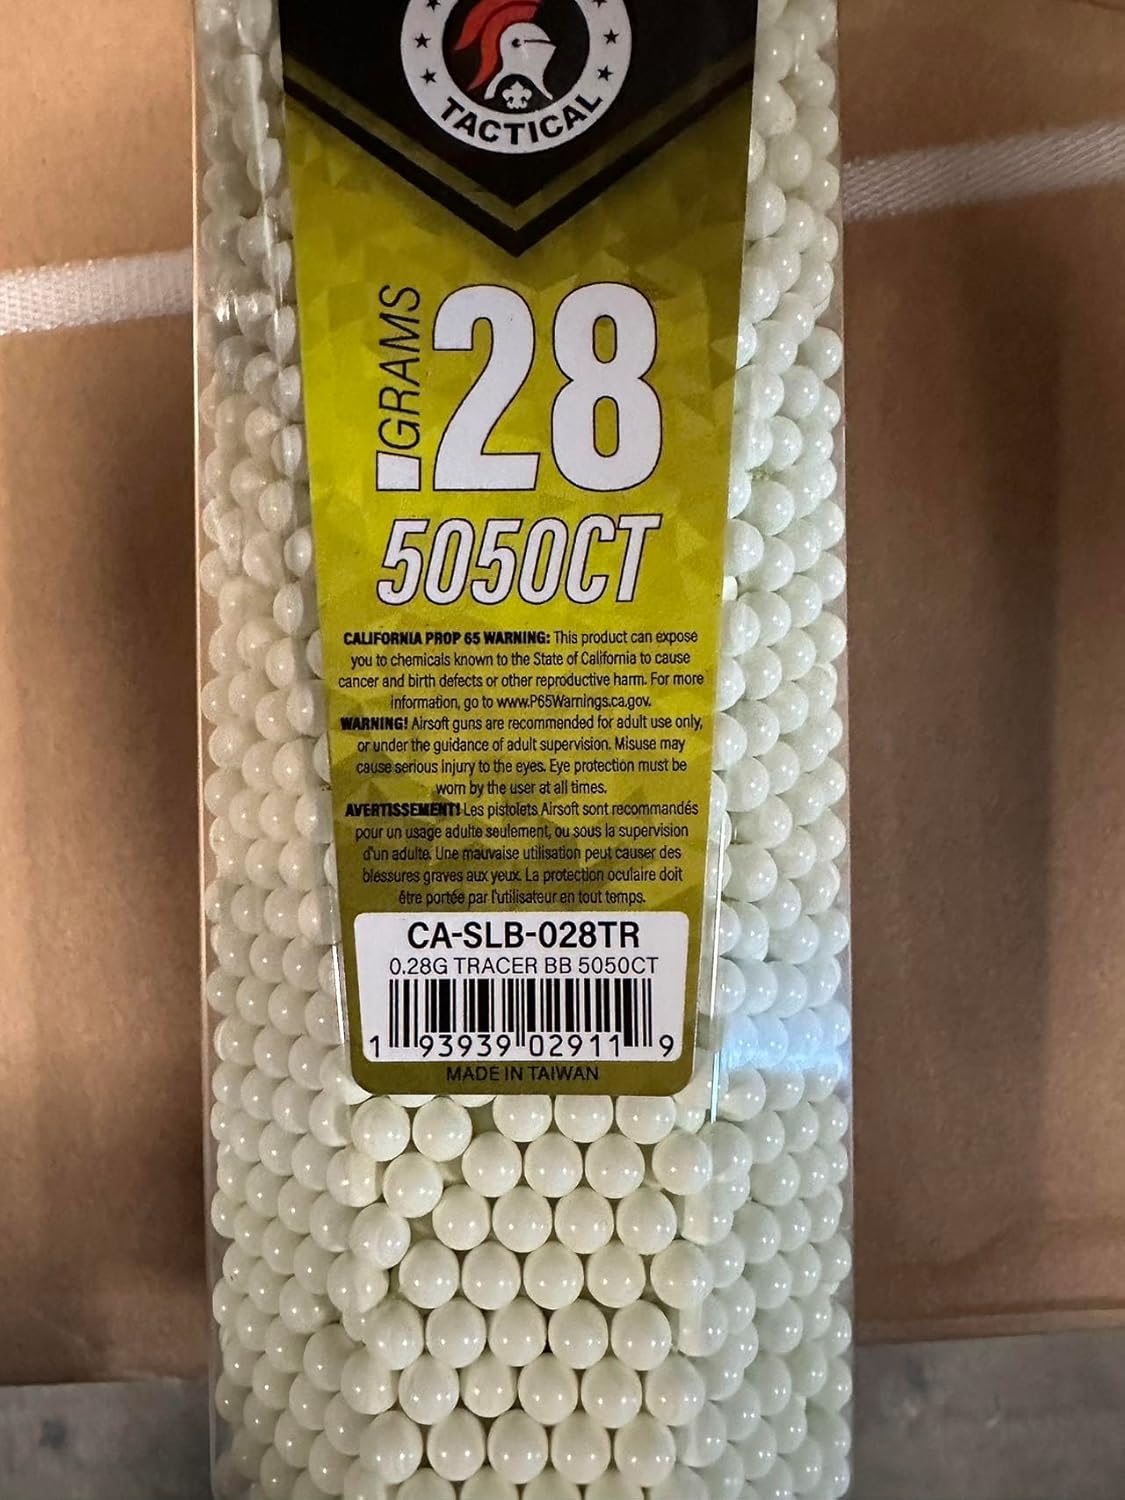 TACTICAL
.28
GRAMS
5050CT
CALIFORNIA PROP 65 WARNING: This product can expose
you to chemicals known to the State of California to cause
cancer and birth defects or other reproductive harm. For more
information, go to www.P65Warnings.ca.gov.
WARNING! Airsoft guns are recommended for adult use only,
or under the guidance of adult supervision. Misuse may
cause serious injury to the eyes. Eye protection must be
worn by the user at all times.
AVERTISSEMENT! Les pistolets Airsoft sont recommandés
pour un usage adulte seulement, ou sous la supervision
d'un adulte. Une mauvaise utilisation peut causer des
blessures graves aux yeux. La protection oculaire doit
être portée par l'utilisateur en tout temps.
CA-SLB-028TR
0.28G TRACER BB 5050CT
1 93939 02911 9
MADE IN TAIWAN